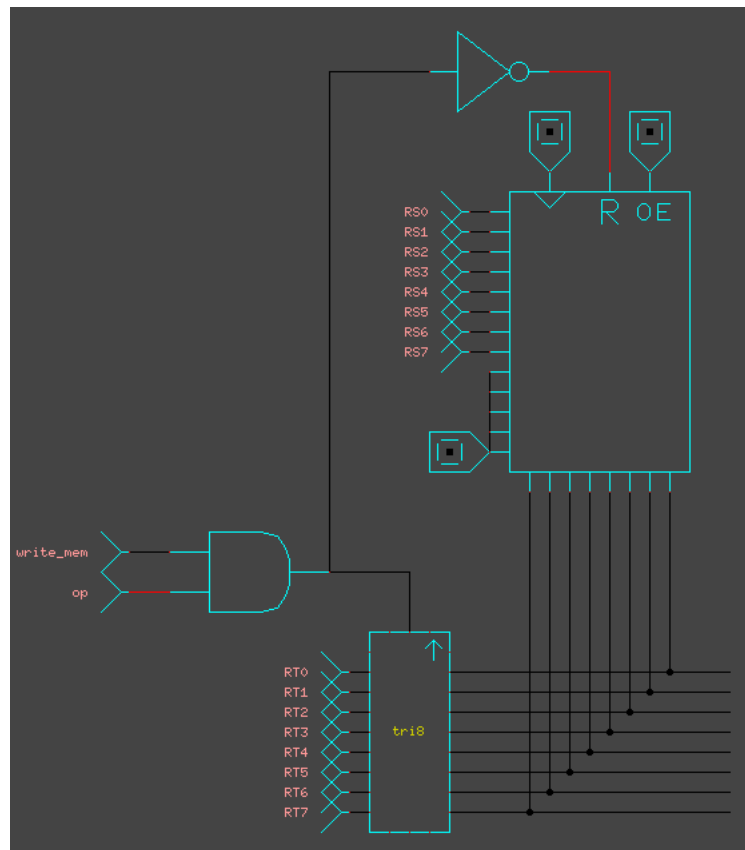 R OE
RS0
RS1
RS2
RS3
RS4
RS5
RS6
RS7
write_mem
op
RT0
RT1
RT2
RT3
tri8
RT4
RT5
RT6
RT7